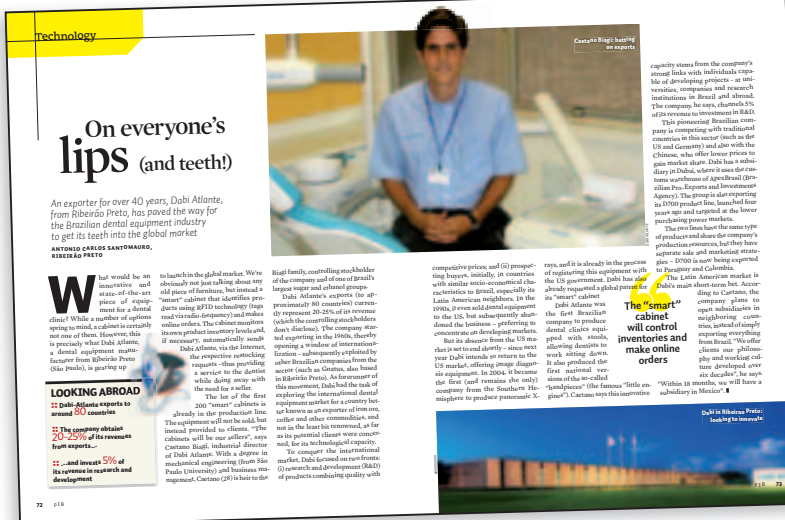 Technology
Caetano Biagi: betting
on exports
On everyone's
lips (and teeth!)
An exporter for over 40 years, Dabi Atlante,
from Ribeirão Preto, has paved the way for
the Brazilian dental equipment industry
to get its teeth into the global market
ANTONIO CARLOS SANTOMAURO,
RIBEIRÃO PRETO
What would be an
innovative and
state-of-the-art
piece of equip-
ment for a dental
clinic? While a number of options
spring to mind, a cabinet is certainly
not one of them. However, this
is precisely what Dabi Atlante,
a dental equipment manu-
facturer from Ribeirão Preto
(São Paulo), is gearing up
LOOKING ABROAD
Dabi-Atlante exports to
around 80 countries
The company obtains
20-25% of its revenues
from exports...
...and invests 5% of
its revenue in research and
development
to launch in the global market. We're
obviously not just talking about any
old piece of furniture, but instead a
"smart" cabinet that identifies pro-
ducts using RFID technology (tags
read via radio-frequency) and makes
online orders. The cabinet monitors
its own product inventory levels and,
if necessary, automatically sends
Dabi Atlante, via the Internet,
the respective restocking
requests – thus providing
a service to the dentist
while doing away with
the need for a seller.
The lot of the first
200 "smart" cabinets is
already in the production line.
The equipment will not be sold, but
instead provided to clients. "The
cabinets will be our sellers", says
Caetano Biagi, industrial director
of Dabi Atlante. With a degree in
mechanical engineering (from São
Paulo University) and business ma-
nagement, Caetano (28) is heir to the
Biagi family, controlling stockholder
of the company and of one of Brazil's
largest sugar and ethanol groups.
Dabi Atlante's exports (to ap-
proximately 80 countries) curren-
tly represent 20-25% of its revenue
(which the controlling stockholders
don't disclose). The company star-
ted exporting in the 1960s, thereby
opening a window of internationa-
lization – subsequently exploited by
other Brazilian companies from the
sector (such as Gnatus, also based
in Ribeirão Preto). As forerunner of
this movement, Dabi had the task of
exploring the international dental
equipment market for a country bet-
ter known as an exporter of iron ore,
coffee and other commodities, and
not in the least bit renowned, as far
as its potential clients were concer-
ned, for its technological capacity.
To conquer the international
market, Dabi focused on two fronts:
(i) research and development (R&D)
of products combining quality with
competitive prices; and (ii) prospec-
ting buyers, initially, in countries
with similar socio-economical cha-
racteristics to Brazil, especially its
Latin American neighbors. In the
1990s, it even sold dental equipment
to the US, but subsequently aban-
doned the business – preferring to
concentrate on developing markets.
But its absence from the US ma-
rket is set to end shortly – since next
year Dabi intends to return to the
US market, offering image diagno-
sis equipment. In 2004, it became
the first (and remains the only)
company from the Southern He-
misphere to produce panoramic X-
rays, and it is already in the process
of registering this equipment with
the US government. Dabi has also
already requested a global patent for
its "smart" cabinet
Dabi Atlante was
the first Brazilian
company to produce
dental clinics equi-
pped with stools,
allowing dentists to
work sitting down.
It also produced the
first national ver-
sions of the so-called
"handpieces" (the famous "little en-
gines"). Caetano says this innovative
The "smart"
cabinet
will control
inventories and
make online
orders
capacity stems from the company's
strong links with individuals capa-
ble of developing projects – at uni-
versities, companies and research
institutions in Brazil and abroad.
The company, he says, channels 5%
of its revenue to investment in R&D.
This pioneering Brazilian com-
pany is competing with traditional
countries in this sector (such as the
US and Germany) and also with the
Chinese, who offer lower prices to
gain market share. Dabi has a subsi-
diary in Dubai, where it uses the cus-
toms warehouse of ApexBrasil (Bra-
zilian Pro-Exports and Investments
Agency). The group is also exporting
its D700 product line, launched four
years ago and targeted at the lower
purchasing power markets.
The two lines have the same type
of products and share the company's
production resources, but they have
separate sale and marketing strate-
gies – D700 is now being exported
to Paraguay and Colombia.
The Latin American market is
Dabi's main short-term bet. Accor-
ding to Caetano, the
company plans to
open subsidiaries in
neighboring coun-
tries, instead of simply
exporting everything
from Brazil. "We offer
clients our philoso-
phy and working cul-
ture developed over
six decades", he says.
"Within 18 months, we will have a
subsidiary in Mexico".
Dabi in Ribeirao Preto:
looking to innovate
72 PIB
PIB 73